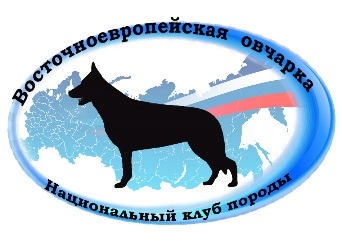 Восточноевропейская овчарка
Национальный клуб породы